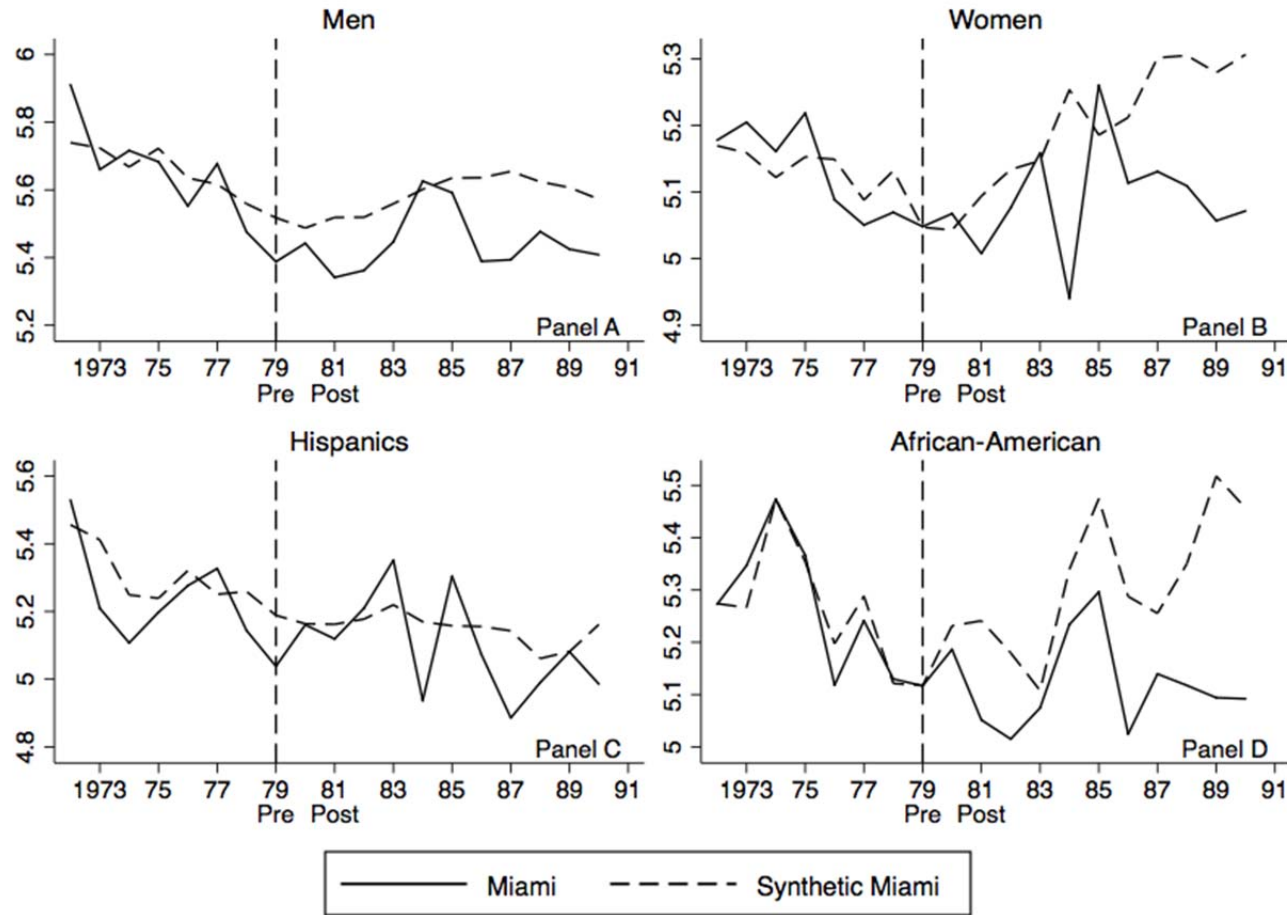 Men
6
5.8
5.6
5.4
5.2
Panel A
1973 75 77 79 81 83 85 87 89 91
Pre Post
Women
5.3
5.2
5.1
5
4.9
Panel B
1973 75 77 79 81 83 85 87 89 91
Pre Post
Hispanics
5.6
5.4
5.2
5
4.8
Panel C
1973 75 77 79 81 83 85 87 89 91
Pre Post
African-American
5.5
5.4
5.3
5.2
5.1
5
Panel D
1973 75 77 79 81 83 85 87 89 91
Pre Post
Miami Synthetic Miami